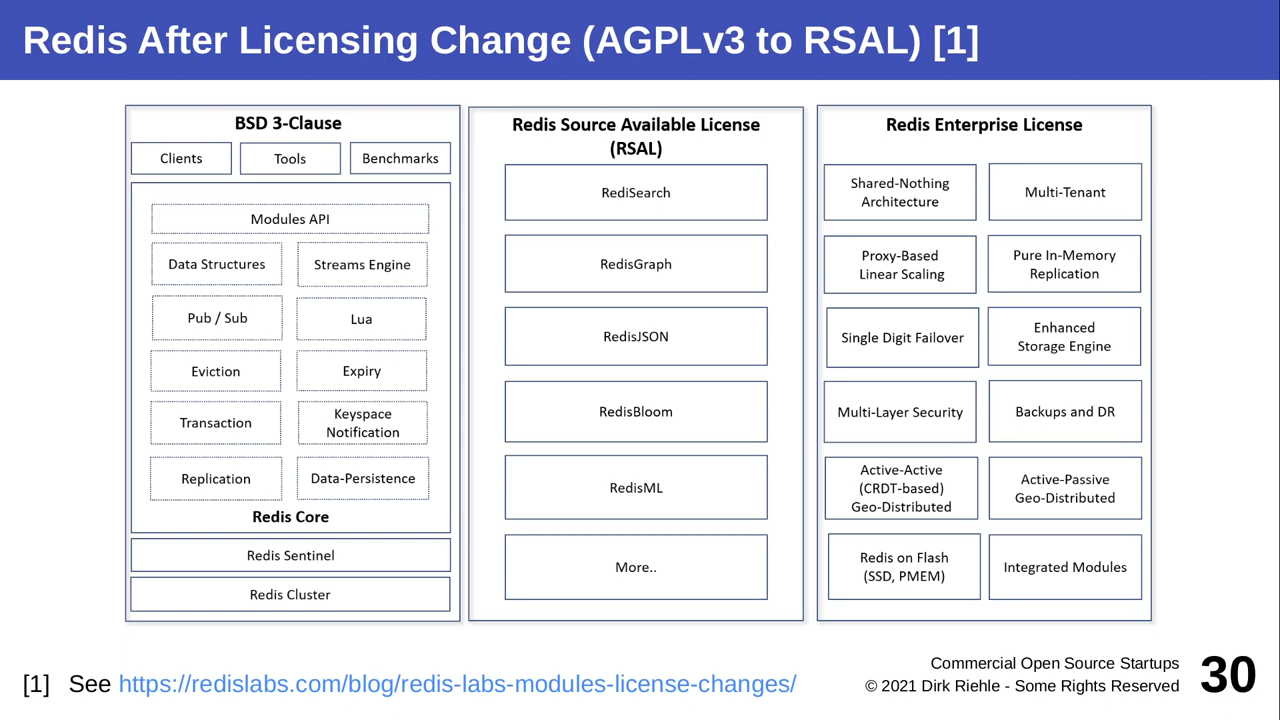 Redis After Licensing Change (AGPLv3 to RSAL) [1]
BSD 3-Clause
Clients
Tools
Benchmarks
Modules API
Data Structures
Streams Engine
Pub / Sub
Lua
Eviction
Expiry
Transaction
Keyspace
Notification
Replication
Data-Persistence
Redis Core
Redis Sentinel
Redis Cluster
Redis Source Available License
(RSAL)
RediSearch
RedisGraph
RedisJSON
RedisBloom
RedisML
More..
Redis Enterprise License
Shared-Nothing
Architecture
Multi-Tenant
Proxy-Based
Linear Scaling
Pure In-Memory
Replication
Single Digit Failover
Enhanced
Storage Engine
Multi-Layer Security
Backups and DR
Active-Active
(CRDT-based)
Geo-Distributed
Active-Passive
Geo-Distributed
Redis on Flash
(SSD, PMEM)
Integrated Modules
[1] See https://redislabs.com/blog/redis-labs-modules-license-changes/
Commercial Open Source Startups
© 2021 Dirk Riehle - Some Rights Reserved
30